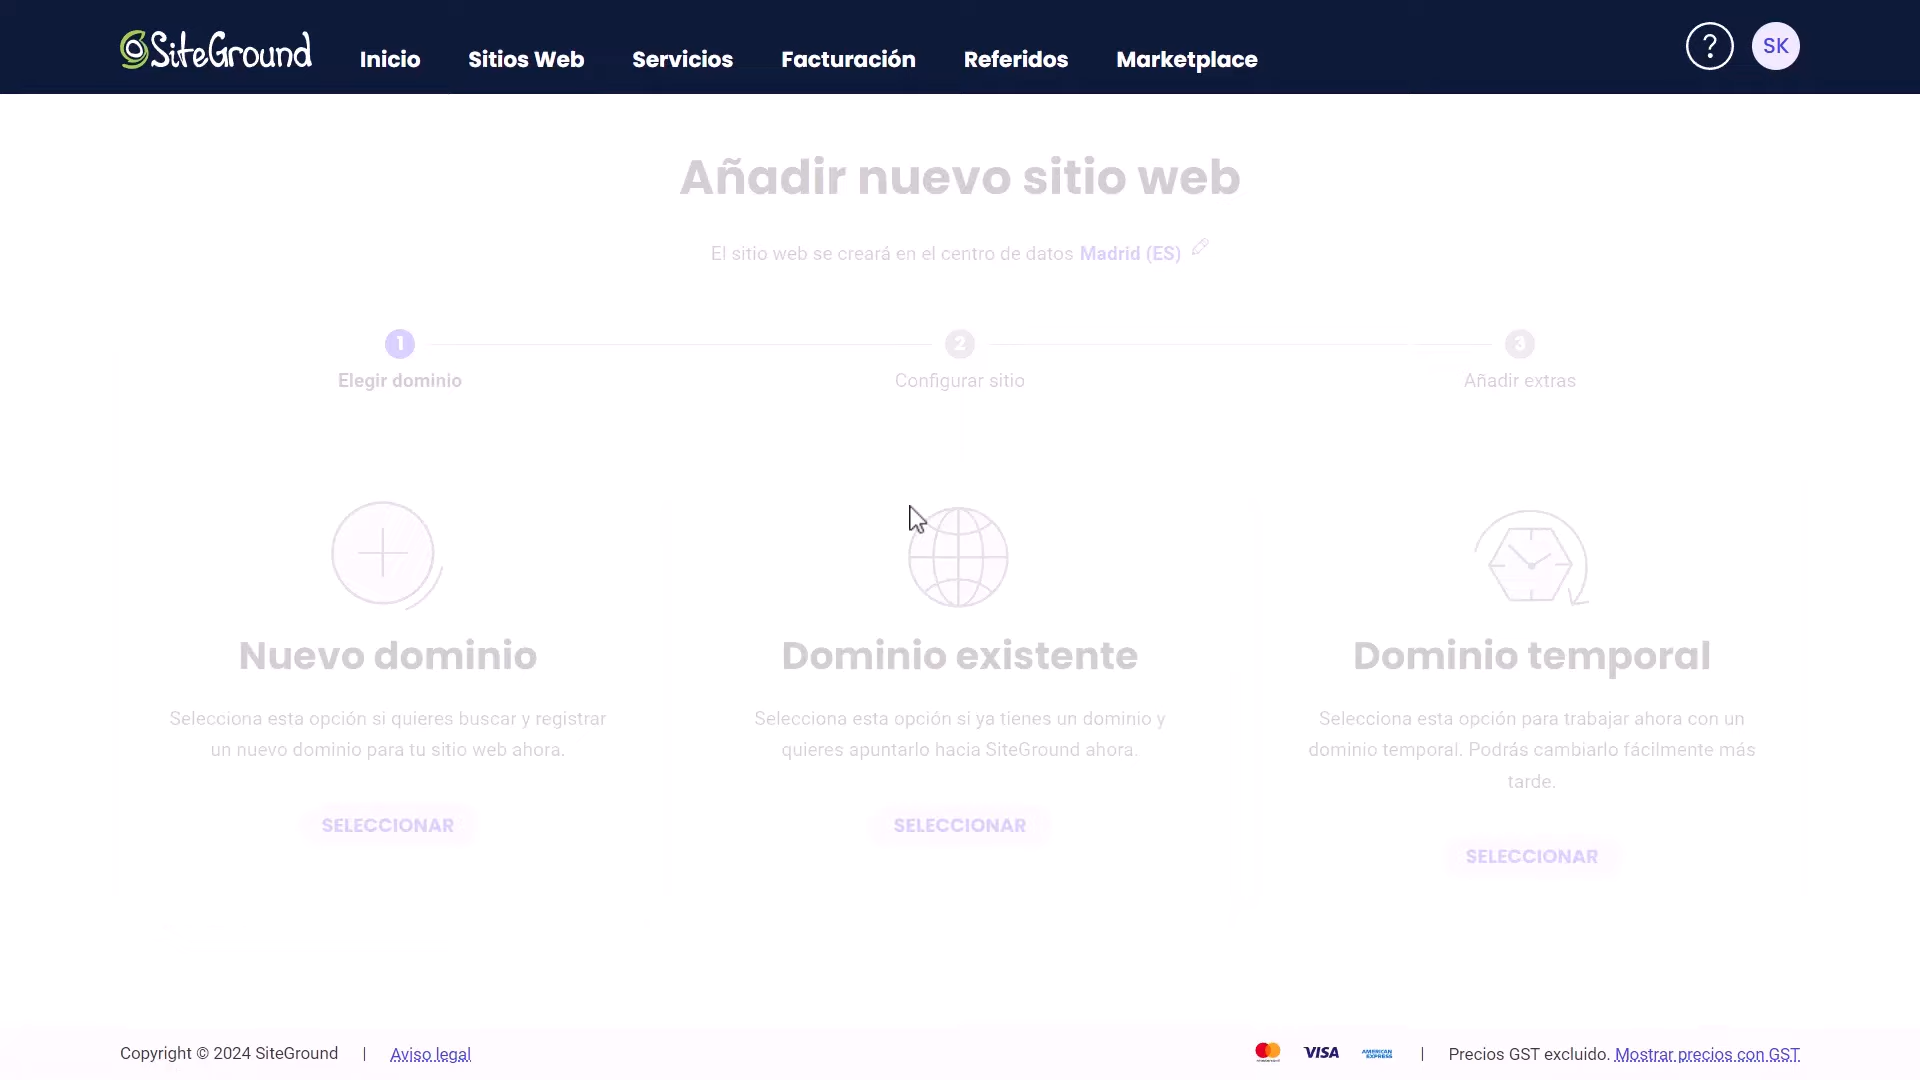 SiteGround Inicio Sitios Web Servicios Facturación Referidos Marketplace ? SK
Añadir nuevo sitio web
El sitio web se creará en el centro de datos Madrid (ES)
1 2 3
Elegir dominio Configurar sitio Añadir extras
Nuevo dominio
Selecciona esta opción si quieres buscar y registrar
un nuevo dominio para tu sitio web ahora.
SELECCIONAR
Dominio existente
Selecciona esta opción si ya tienes un dominio y
quieres apuntarlo hacia SiteGround ahora.
SELECCIONAR
Dominio temporal
Selecciona esta opción para trabajar ahora con un
dominio temporal. Podrás cambiarlo fácilmente más
tarde.
SELECCIONAR
Copyright © 2024 SiteGround | Aviso legal
mastercard VISA AMERICAN EXPRESS | Precios GST excluido. Mostrar precios con GST